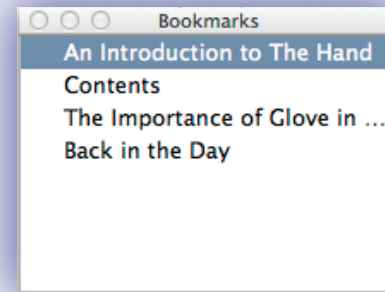 Bookmarks
An Introduction to The Hand
Contents
The Importance of Glove in ...
Back in the Day